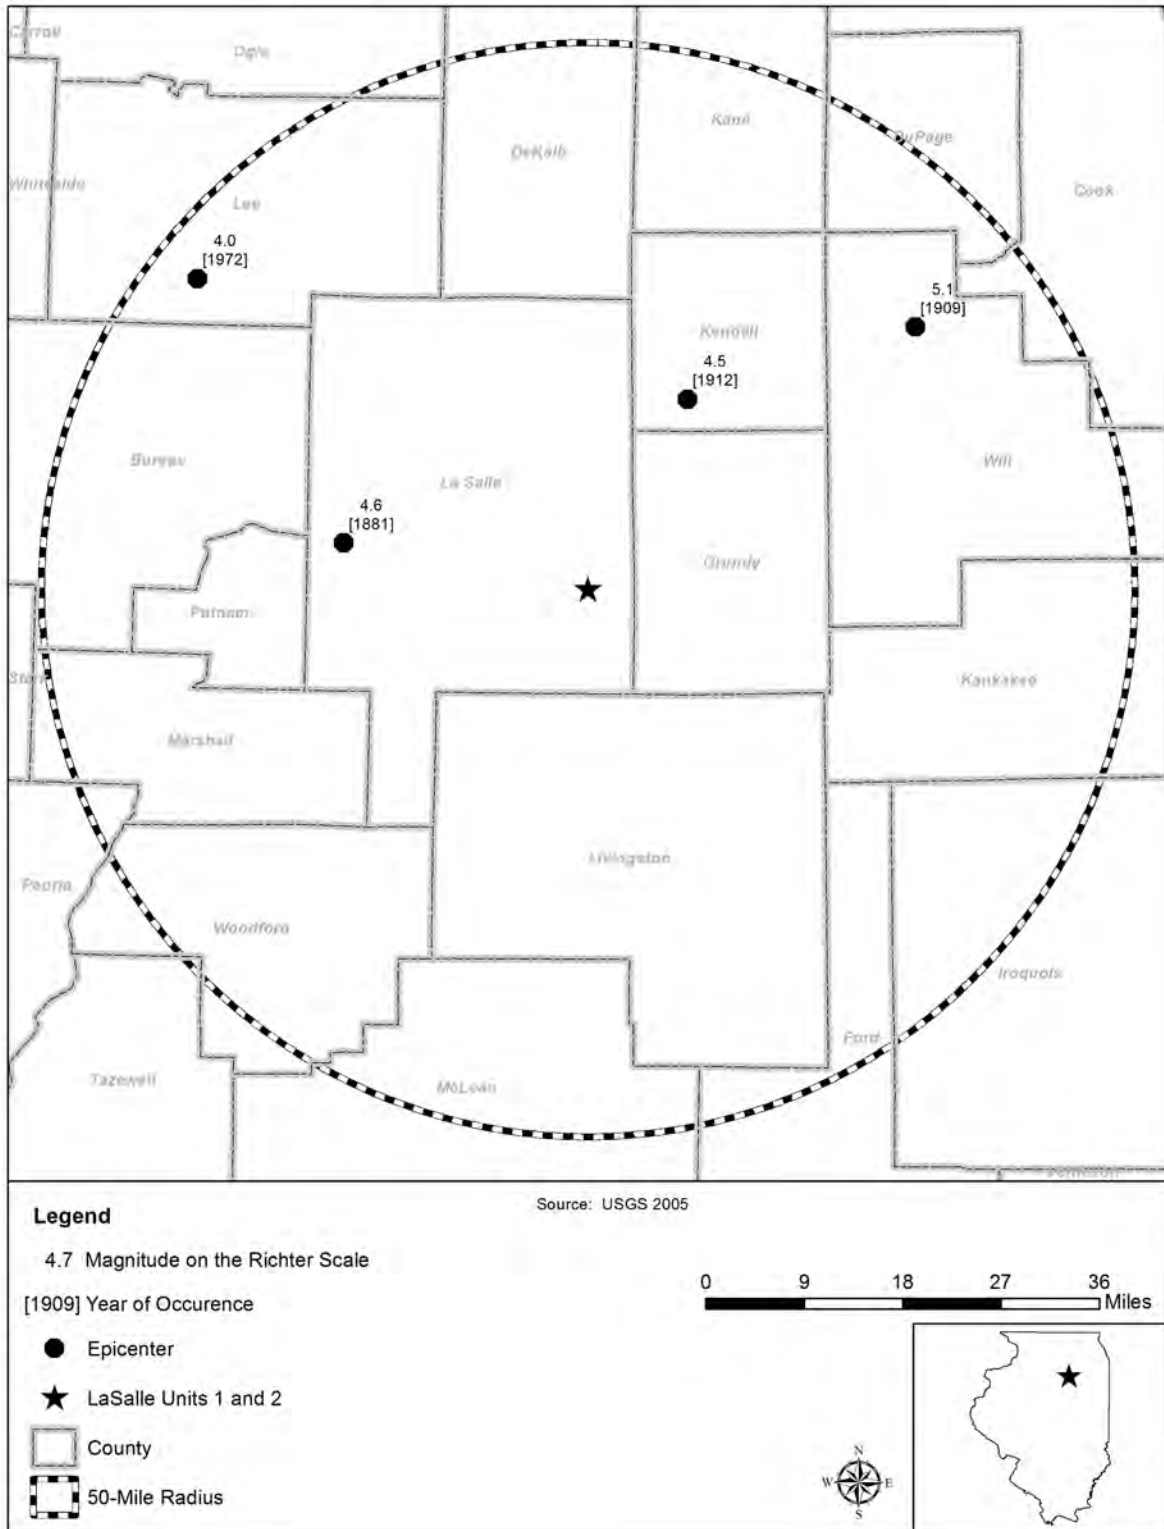 Carroll
Ogle
Kane
DeKalb
DuPage
Whiteside
Cook
Lee
4.0
[1972]
5.1
[1909]
Kendall
4.5
[1912]
Bureau
La Salle
Will
4.6
[1881]
Grundy
Putnam
Stark
Kankakee
Marshall
Livingston
Peoria
Woodford
Iroquois
Ford
Tazewell
McLean
Vermilion
Source: USGS 2005
Legend
4.7 Magnitude on the Richter Scale
[1909] Year of Occurence
Epicenter
LaSalle Units 1 and 2
County
50-Mile Radius
0 9 18 27 36
Miles
N
W E
S